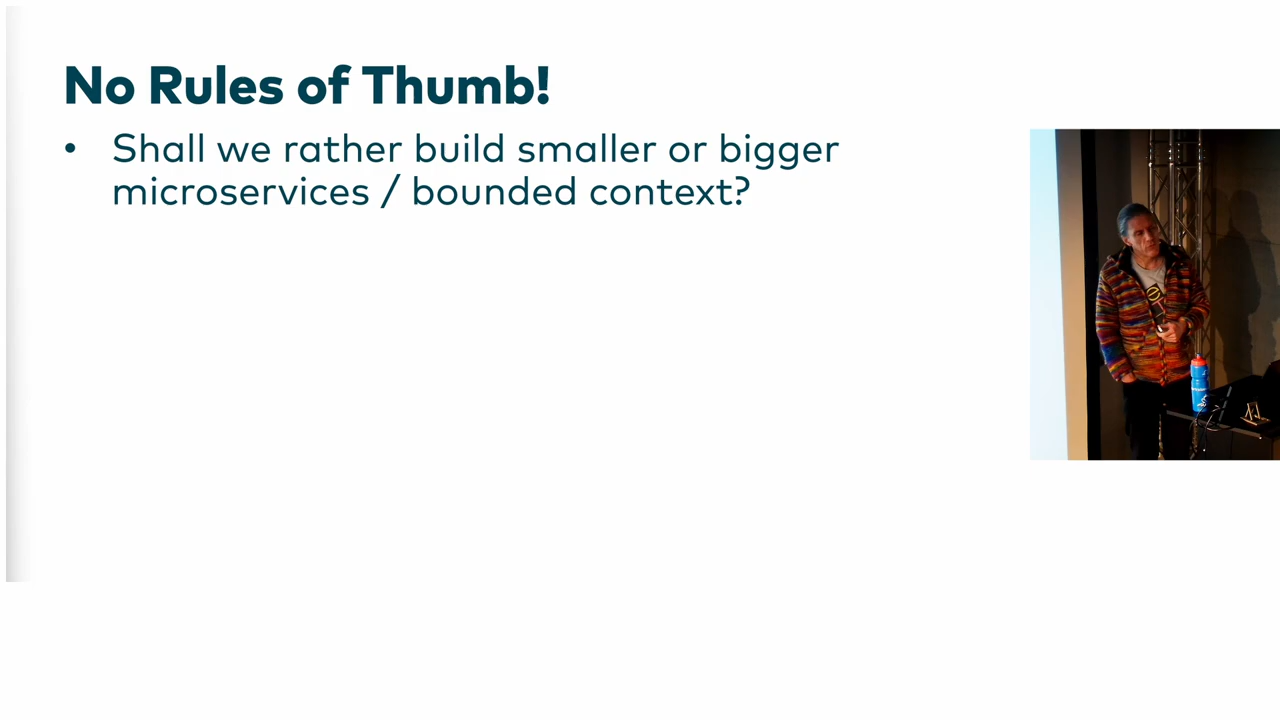 No Rules of Thumb!
• Shall we rather build smaller or bigger
microservices / bounded context?